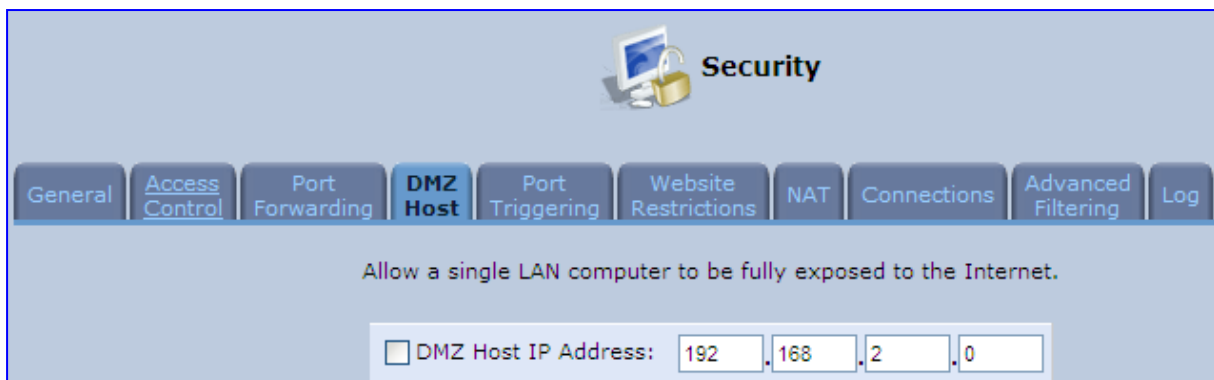 Security
General
Access
Control
Port
Forwarding
DMZ
Host
Port
Triggering
Website
Restrictions
NAT
Connections
Advanced
Filtering
Log
Allow a single LAN computer to be fully exposed to the Internet.
DMZ Host IP Address: 192 . 168 . 2 . 0